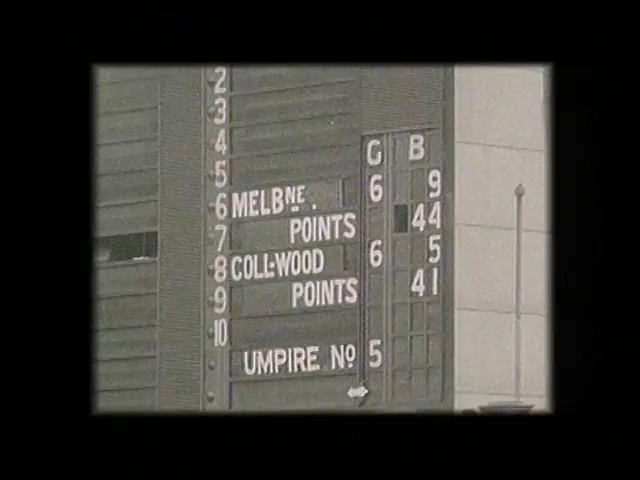 2
3
G B
4
5
6 MELBNE. 6 9
7 POINTS 44
8 COLL-WOOD 6 5
9 POINTS 41
10
UMPIRE NO 5